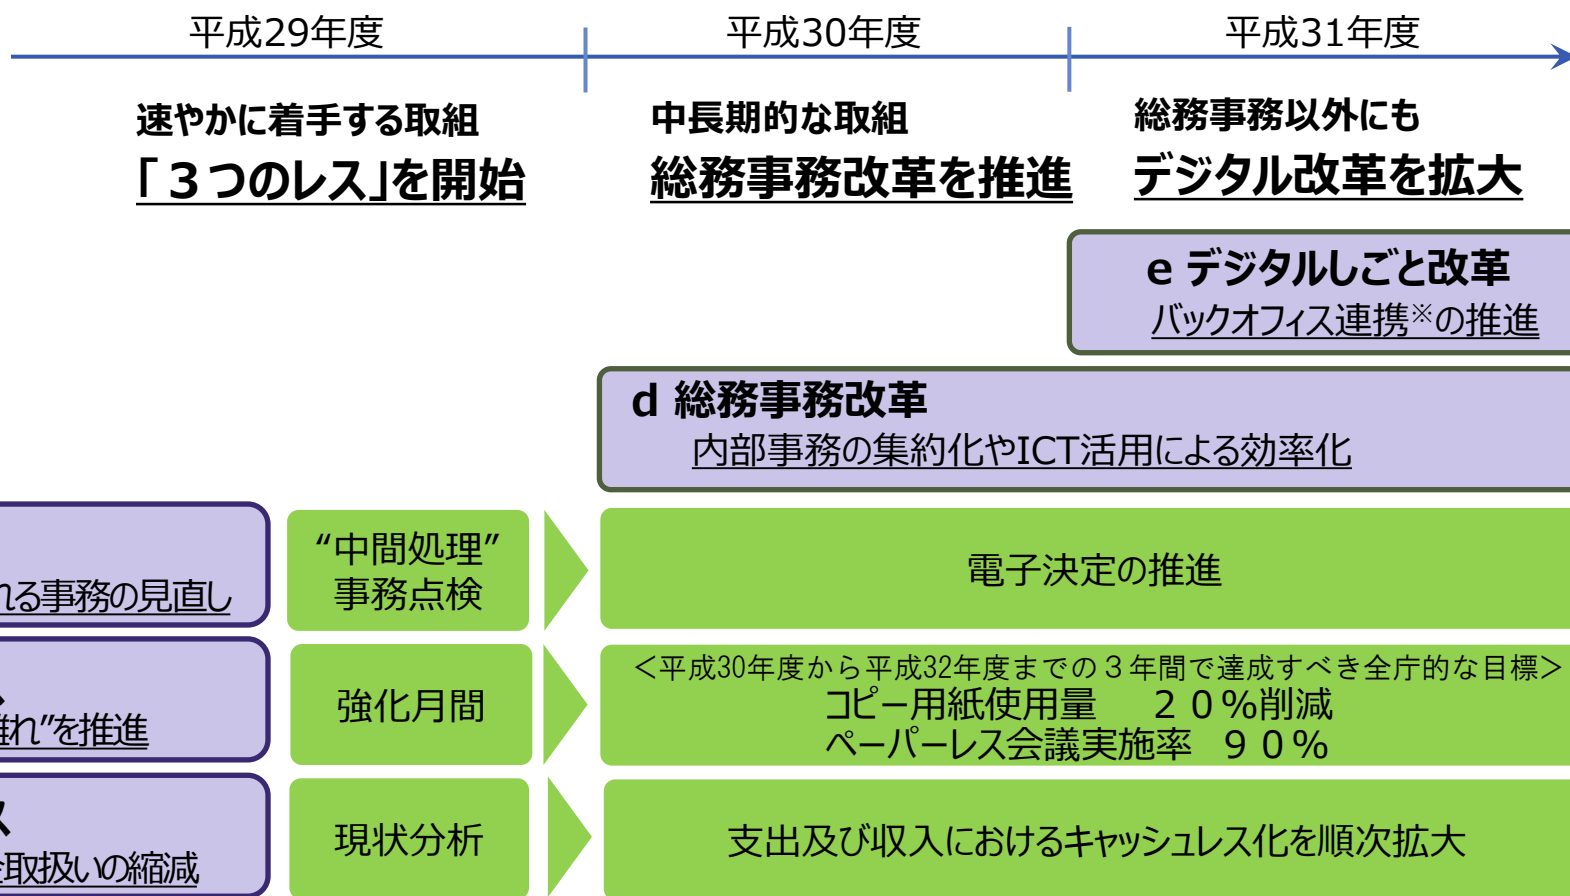 平成29年度
平成30年度
平成31年度
速やかに着手する取組
「３つのレス」を開始
中長期的な取組
総務事務改革を推進
総務事務以外にも
デジタル改革を拡大
e デジタルしごと改革
バックオフィス連携※の推進
d 総務事務改革
内部事務の集約化やICT活用による効率化
れる事務の見直し
“中間処理”
事務点検
電子決定の推進
離れ”を推進
強化月間
＜平成30年度から平成32年度までの３年間で達成すべき全庁的な目標＞
コピー用紙使用量　２０％削減
ペーパーレス会議実施率　９０％
ス
金取扱いの縮減
現状分析
支出及び収入におけるキャッシュレス化を順次拡大